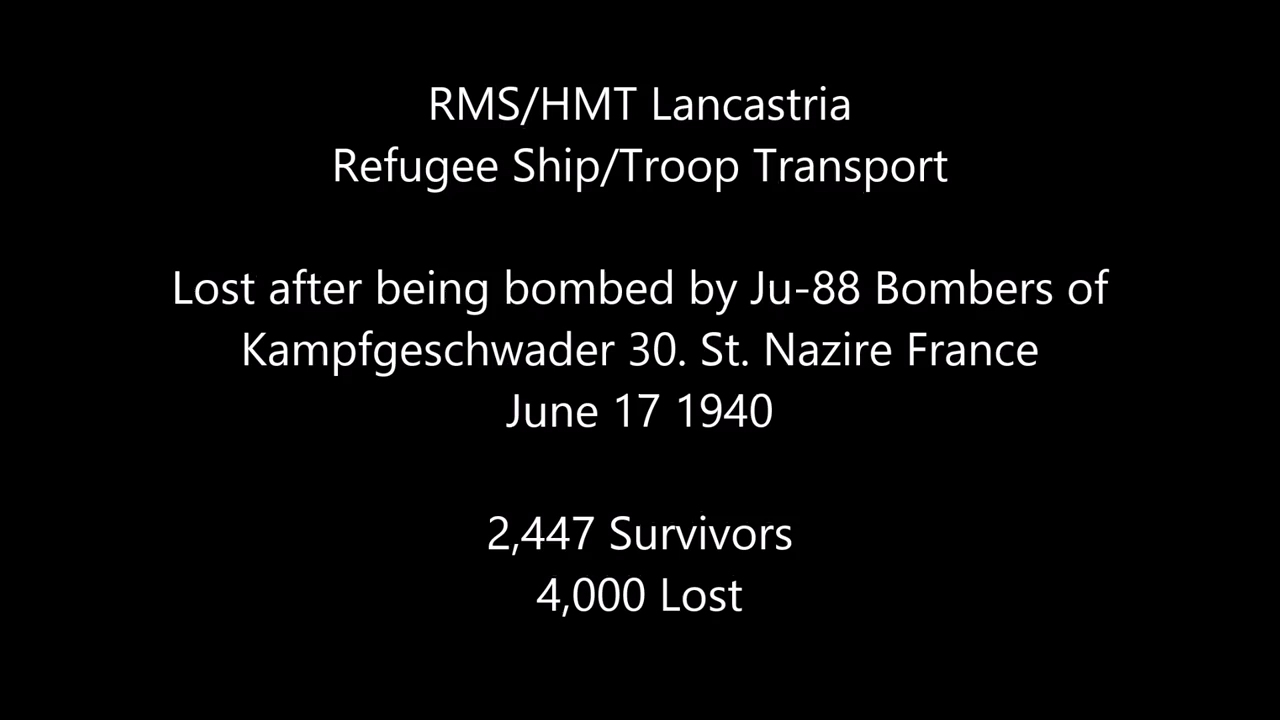 RMS/HMT Lancastria
Refugee Ship/Troop Transport
Lost after being bombed by Ju-88 Bombers of
Kampfgeschwader 30. St. Nazire France
June 17 1940
2,447 Survivors
4,000 Lost